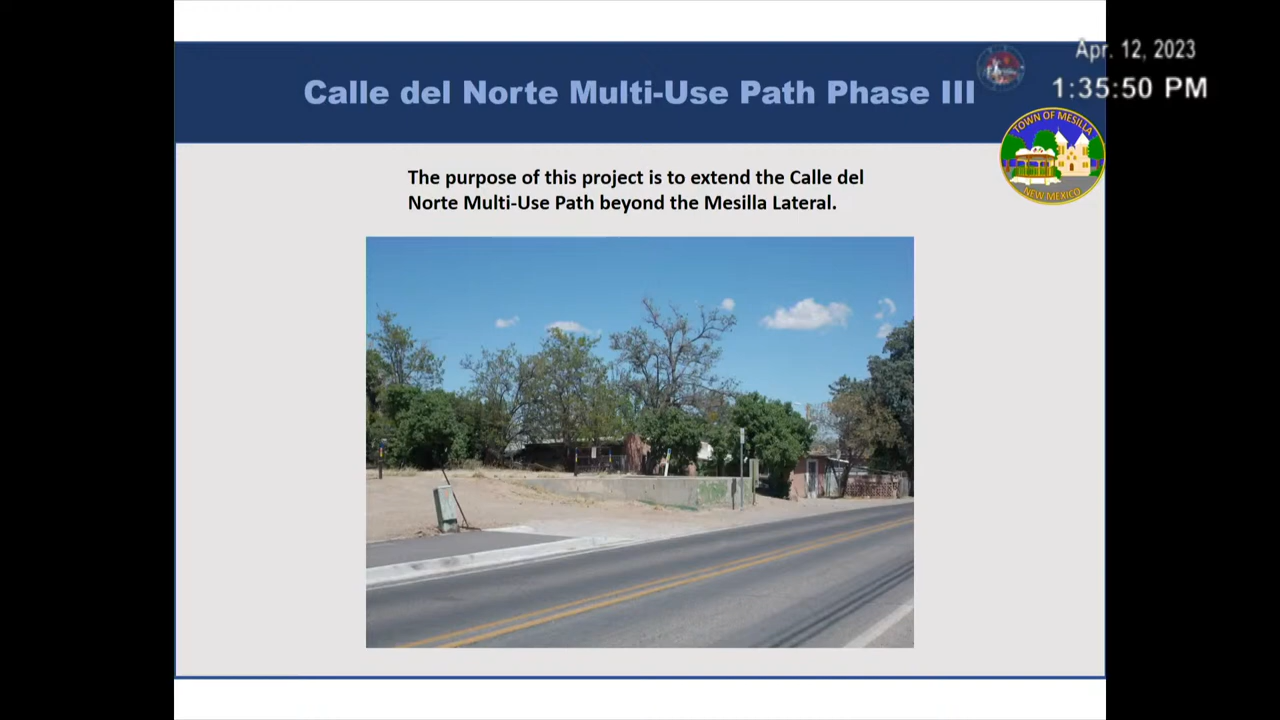 Apr. 12, 2023
1:35:50 PM
Calle del Norte Multi-Use Path Phase III
TOWN OF MESILLA
NEW MEXICO
The purpose of this project is to extend the Calle del
Norte Multi-Use Path beyond the Mesilla Lateral.